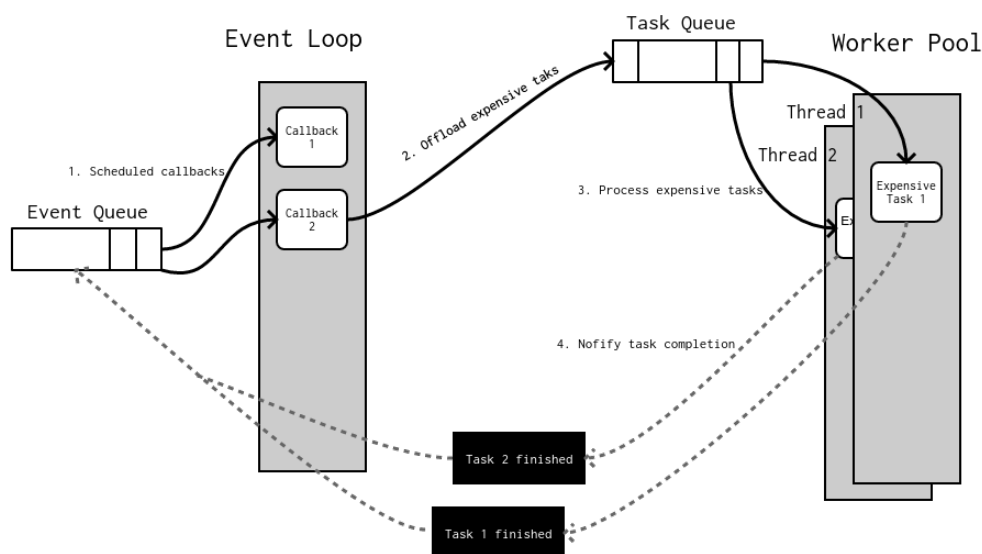 Event Loop
Task Queue
Worker Pool
Callback
1
2. Offload expensive taks
Thread 1
Thread 2
1. Scheduled callbacks
3. Process expensive tasks
Expensive
Task 1
Event Queue
Callback
2
Ex
4. Nofify task completion
Task 2 finished
Task 1 finished